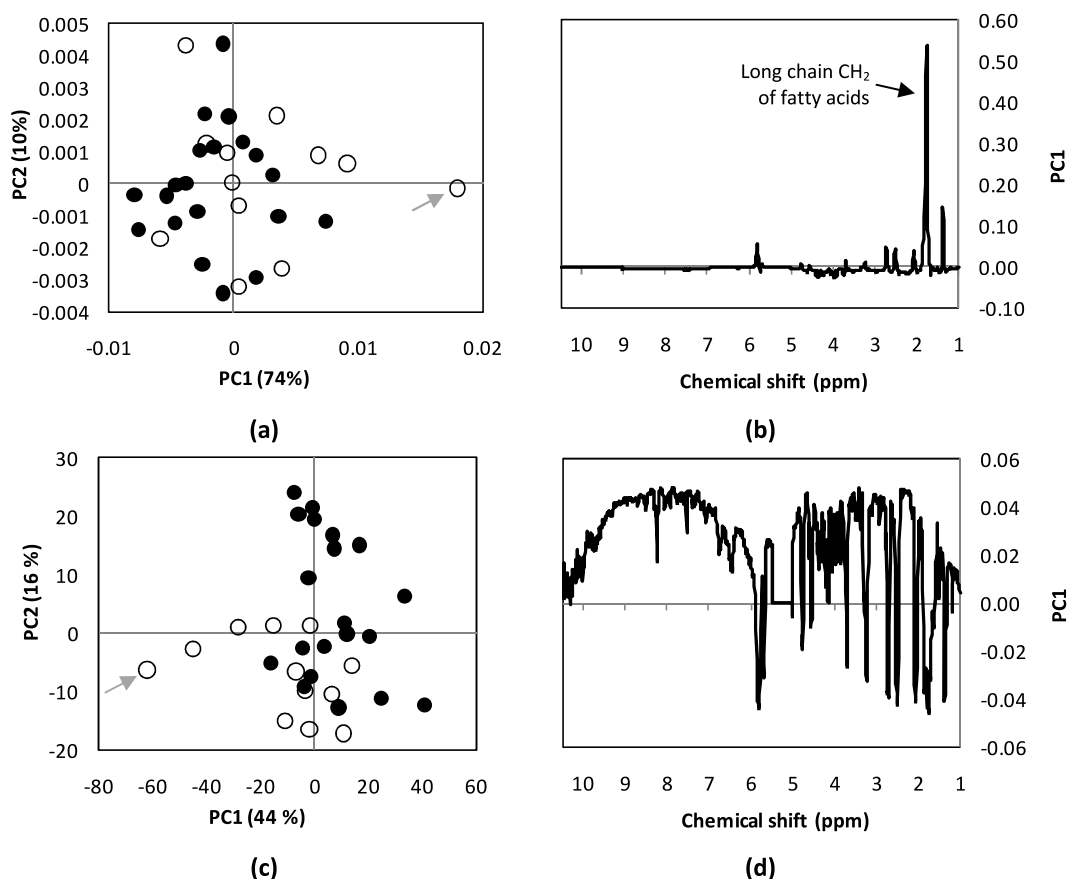 0.005
0.004
0.003
0.002
0.001
0
-0.001
-0.002
-0.003
-0.004
PC2 (10%)
-0.01 0 0.01 0.02
PC1 (74%)
(a)
Long chain CH₂
of fatty acids
0.60
0.50
0.40
0.30
0.20
0.10
0.00
-0.10
PC1
10 9 8 7 6 5 4 3 2 1
Chemical shift (ppm)
(b)
30
20
10
0
-10
-20
PC2 (16 %)
-80 -60 -40 -20 0 20 40 60
PC1 (44 %)
(c)
0.06
0.04
0.02
0.00
-0.02
-0.04
-0.06
PC1
10 9 8 7 6 5 4 3 2 1
Chemical shift (ppm)
(d)